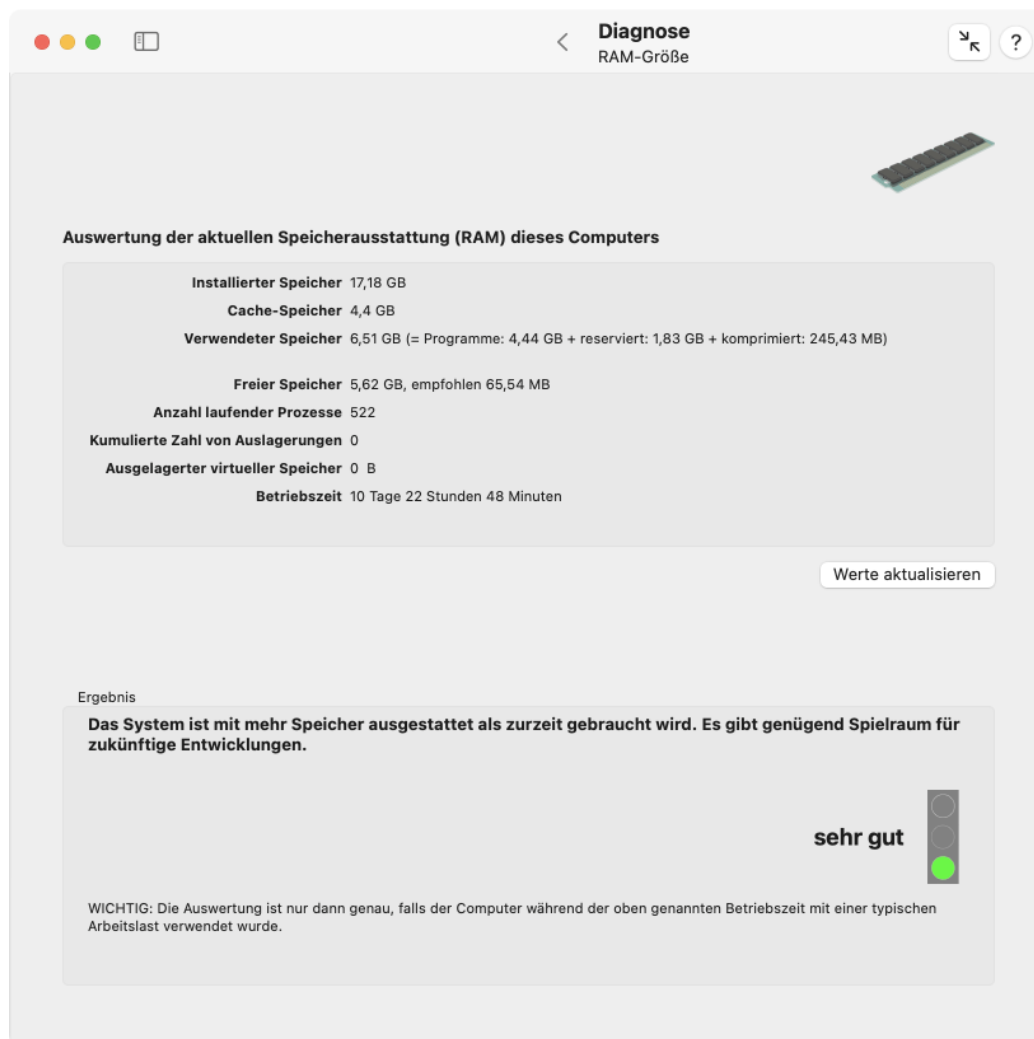 Diagnose
RAM-Größe
?
Auswertung der aktuellen Speicherausstattung (RAM) dieses Computers
Installierter Speicher 17,18 GB
Cache-Speicher 4,4 GB
Verwendeter Speicher 6,51 GB (= Programme: 4,44 GB + reserviert: 1,83 GB + komprimiert: 245,43 MB)
Freier Speicher 5,62 GB, empfohlen 65,54 MB
Anzahl laufender Prozesse 522
Kumulierte Zahl von Auslagerungen 0
Ausgelagerter virtueller Speicher 0 B
Betriebszeit 10 Tage 22 Stunden 48 Minuten
Werte aktualisieren
Ergebnis
Das System ist mit mehr Speicher ausgestattet als zurzeit gebraucht wird. Es gibt genügend Spielraum für
zukünftige Entwicklungen.
sehr gut
WICHTIG: Die Auswertung ist nur dann genau, falls der Computer während der oben genannten Betriebszeit mit einer typischen
Arbeitslast verwendet wurde.